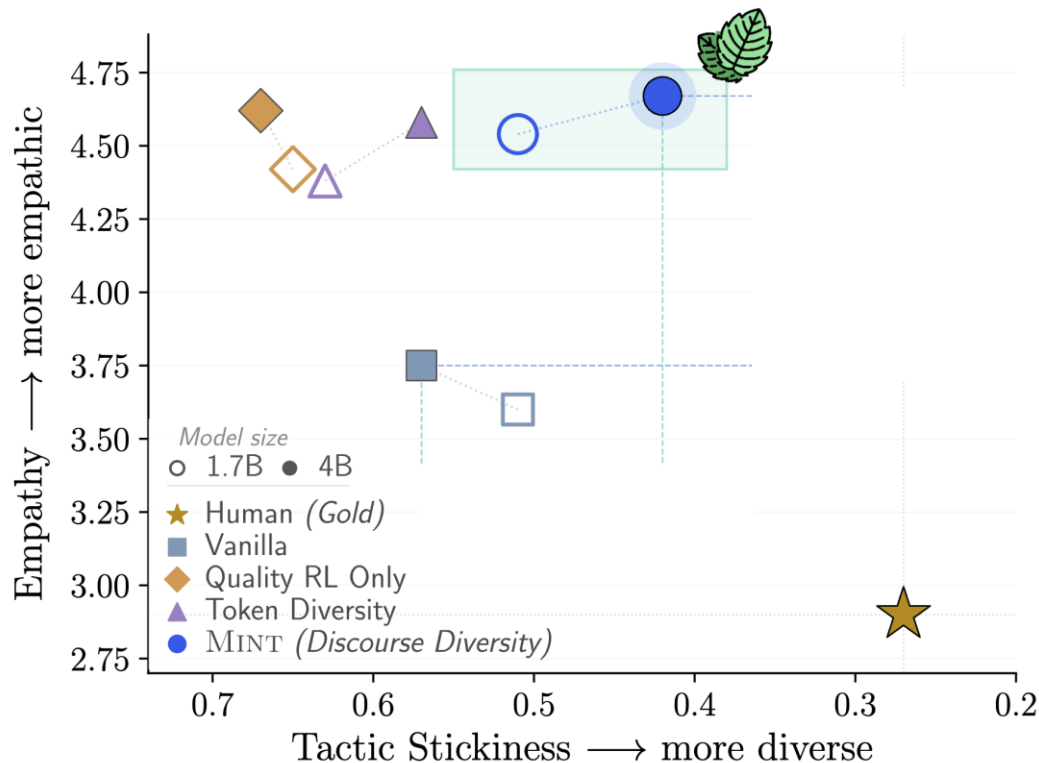 Empathy → more empathic
4.75
4.50
4.25
4.00
3.75
3.50
3.25
3.00
2.75
Model size
1.7B 4B
Human (Gold)
Vanilla
Quality RL Only
Token Diversity
MINT (Discourse Diversity)
0.7 0.6 0.5 0.4 0.3 0.2
Tactic Stickiness → more diverse